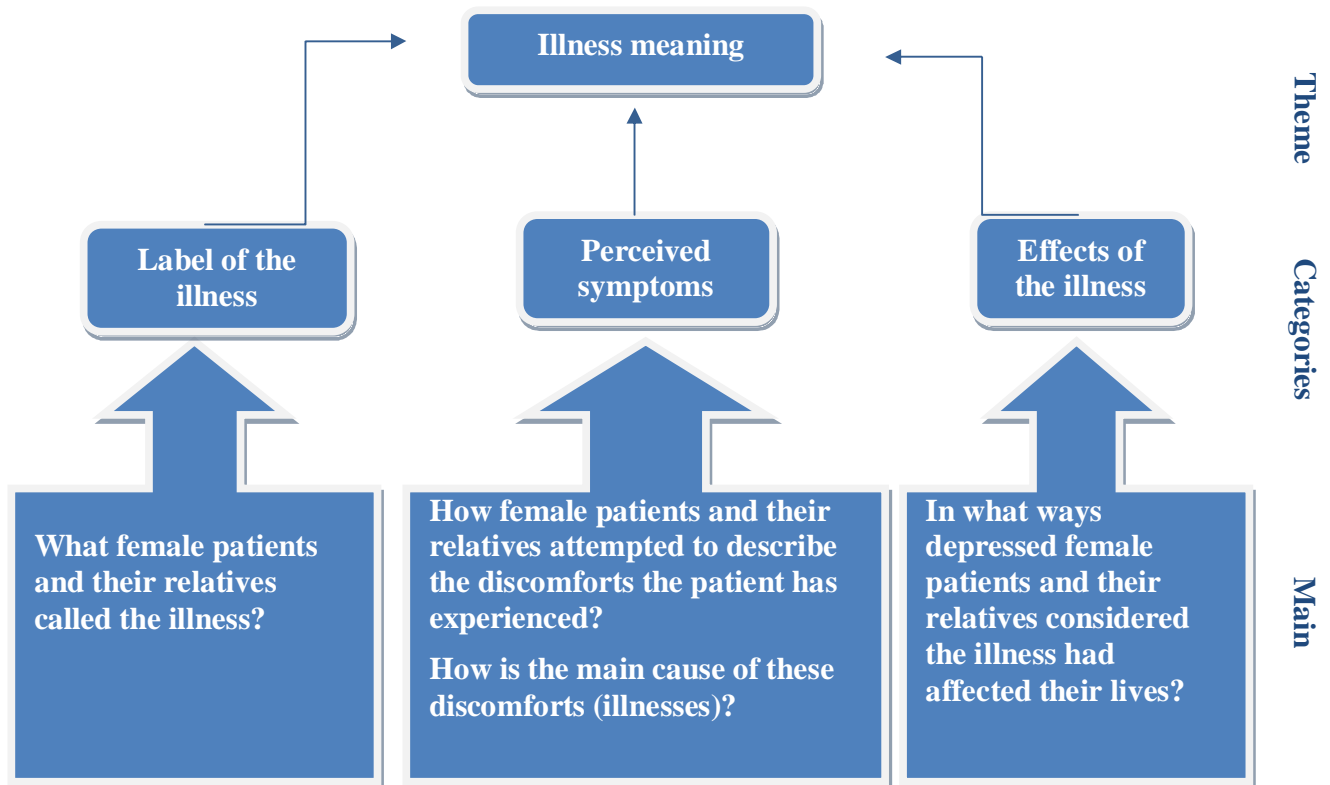 Illness meaning
Theme
Label of the
illness
Perceived
symptoms
Effects of
the illness
Categories
What female patients
and their relatives
called the illness?
How female patients and their
relatives attempted to describe
the discomforts the patient has
experienced?
How is the main cause of these
discomforts (illnesses)?
In what ways
depressed female
patients and their
relatives considered
the illness had
affected their lives?
Main